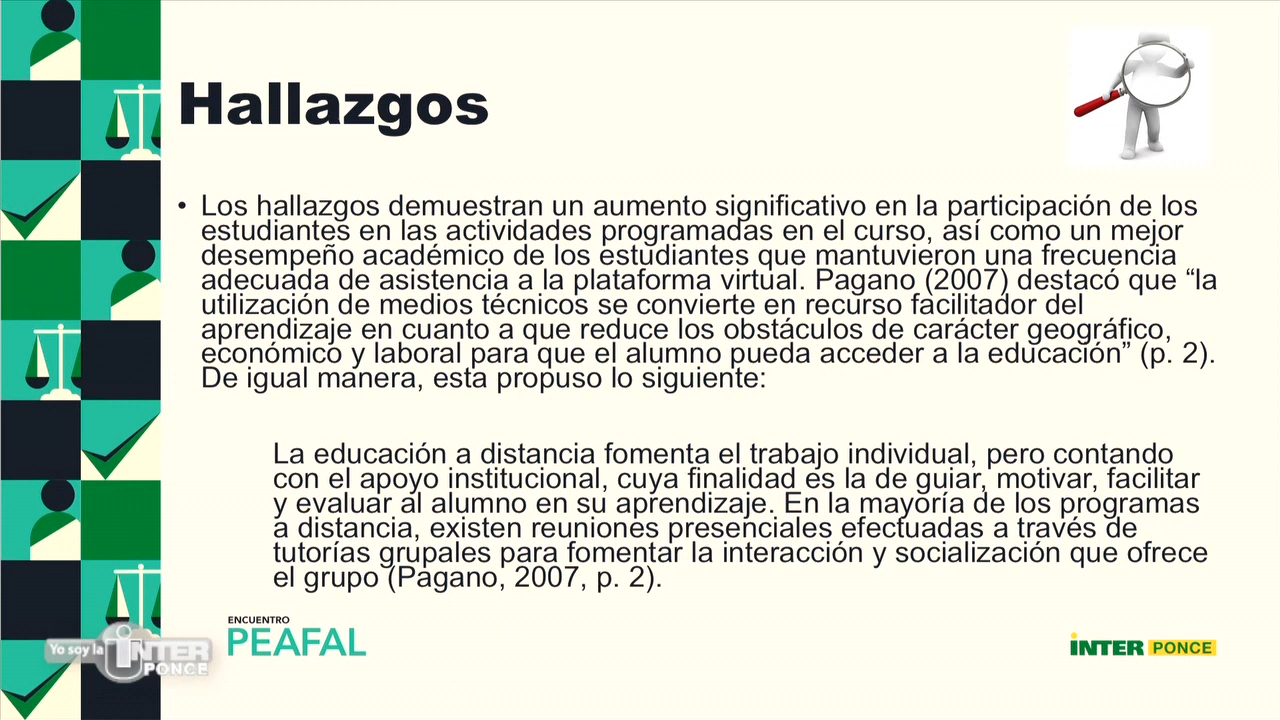 Hallazgos
• Los hallazgos demuestran un aumento significativo en la participación de los
estudiantes en las actividades programadas en el curso, así como un mejor
desempeño académico de los estudiantes que mantuvieron una frecuencia
adecuada de asistencia a la plataforma virtual. Pagano (2007) destacó que “la
utilización de medios técnicos se convierte en recurso facilitador del
aprendizaje en cuanto a que reduce los obstáculos de carácter geográfico,
económico y laboral para que el alumno pueda acceder a la educación” (p. 2).
De igual manera, esta propuso lo siguiente:
La educación a distancia fomenta el trabajo individual, pero contando
con el apoyo institucional, cuya finalidad es la de guiar, motivar, facilitar
y evaluar al alumno en su aprendizaje. En la mayoría de los programas
a distancia, existen reuniones presenciales efectuadas a través de
tutorías grupales para fomentar la interacción y socialización que ofrece
el grupo (Pagano, 2007, p. 2).
ENCUENTRO
PEAFAL
Yo soy la INTER
PONCE
INTER PONCE